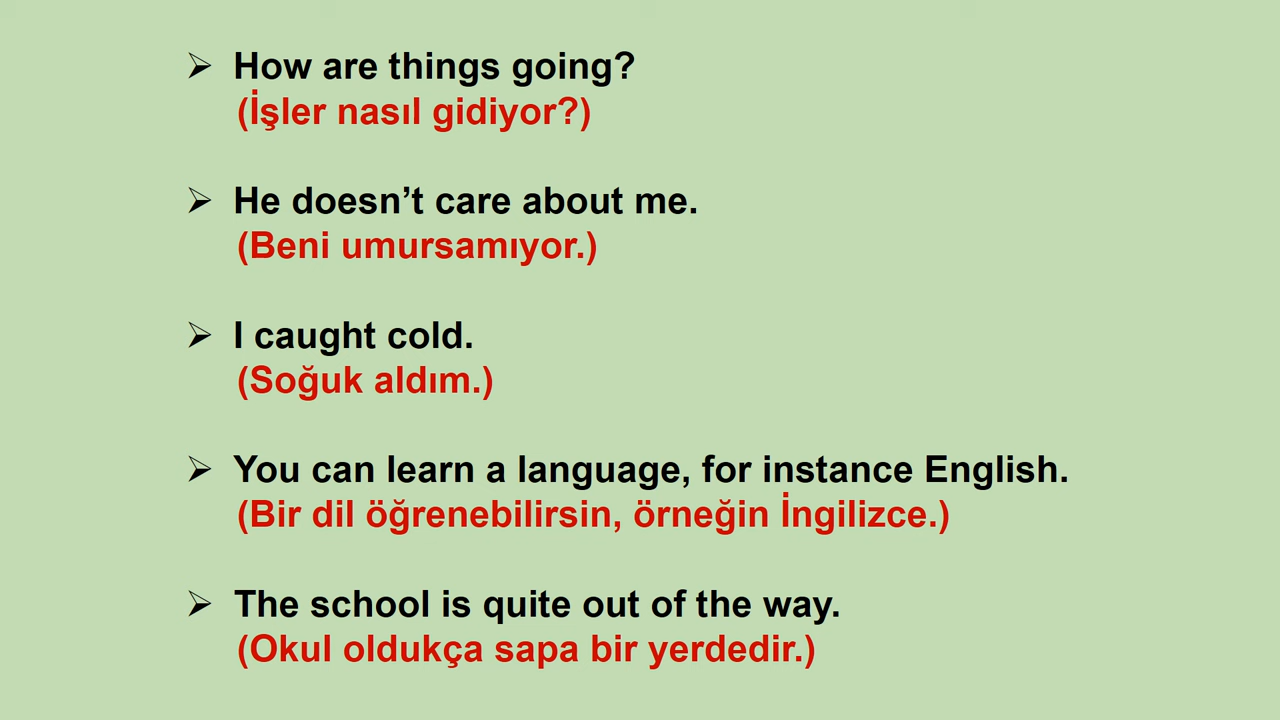 ➢ How are things going?
(İşler nasıl gidiyor?)
➢ He doesn’t care about me.
(Beni umursamıyor.)
➢ I caught cold.
(Soğuk aldım.)
➢ You can learn a language, for instance English.
(Bir dil öğrenebilirsin, örneğin İngilizce.)
➢ The school is quite out of the way.
(Okul oldukça sapa bir yerdedir.)